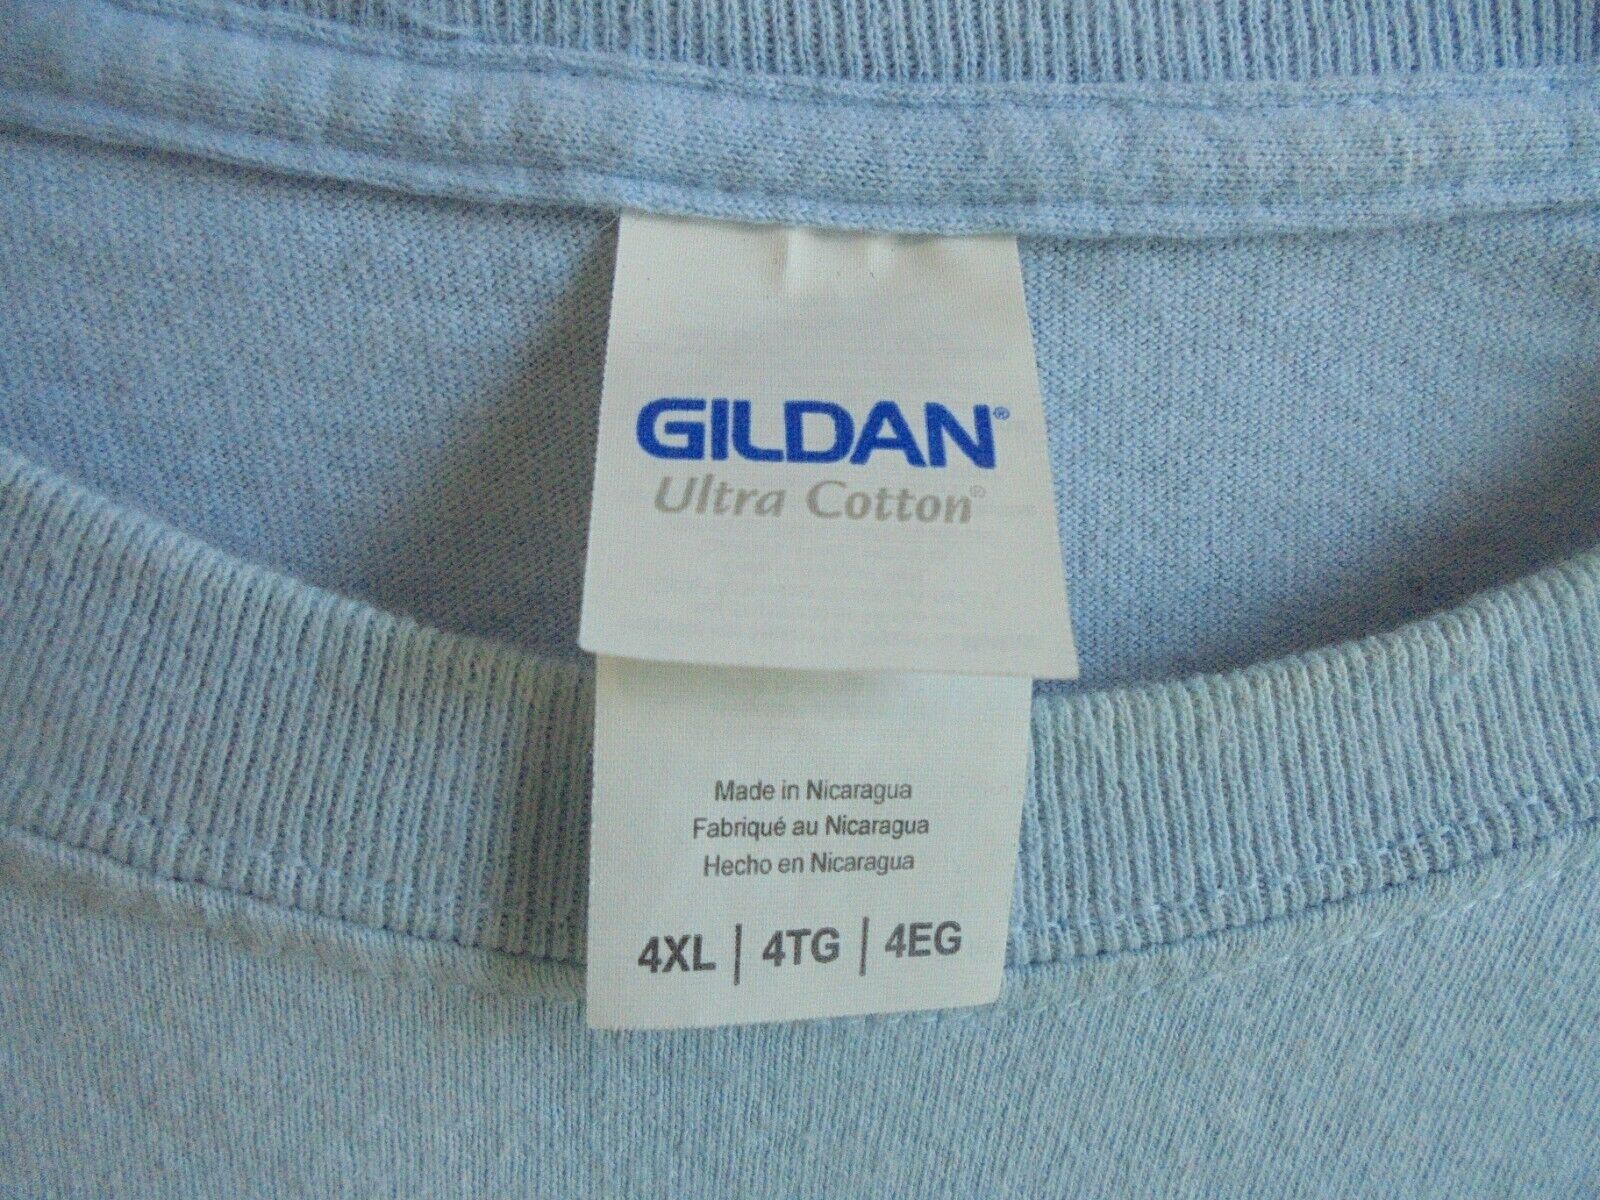 GILDAN®
Ultra Cotton®
Made in Nicaragua
Fabriqué au Nicaragua
Hecho en Nicaragua
4XL | 4TG | 4EG